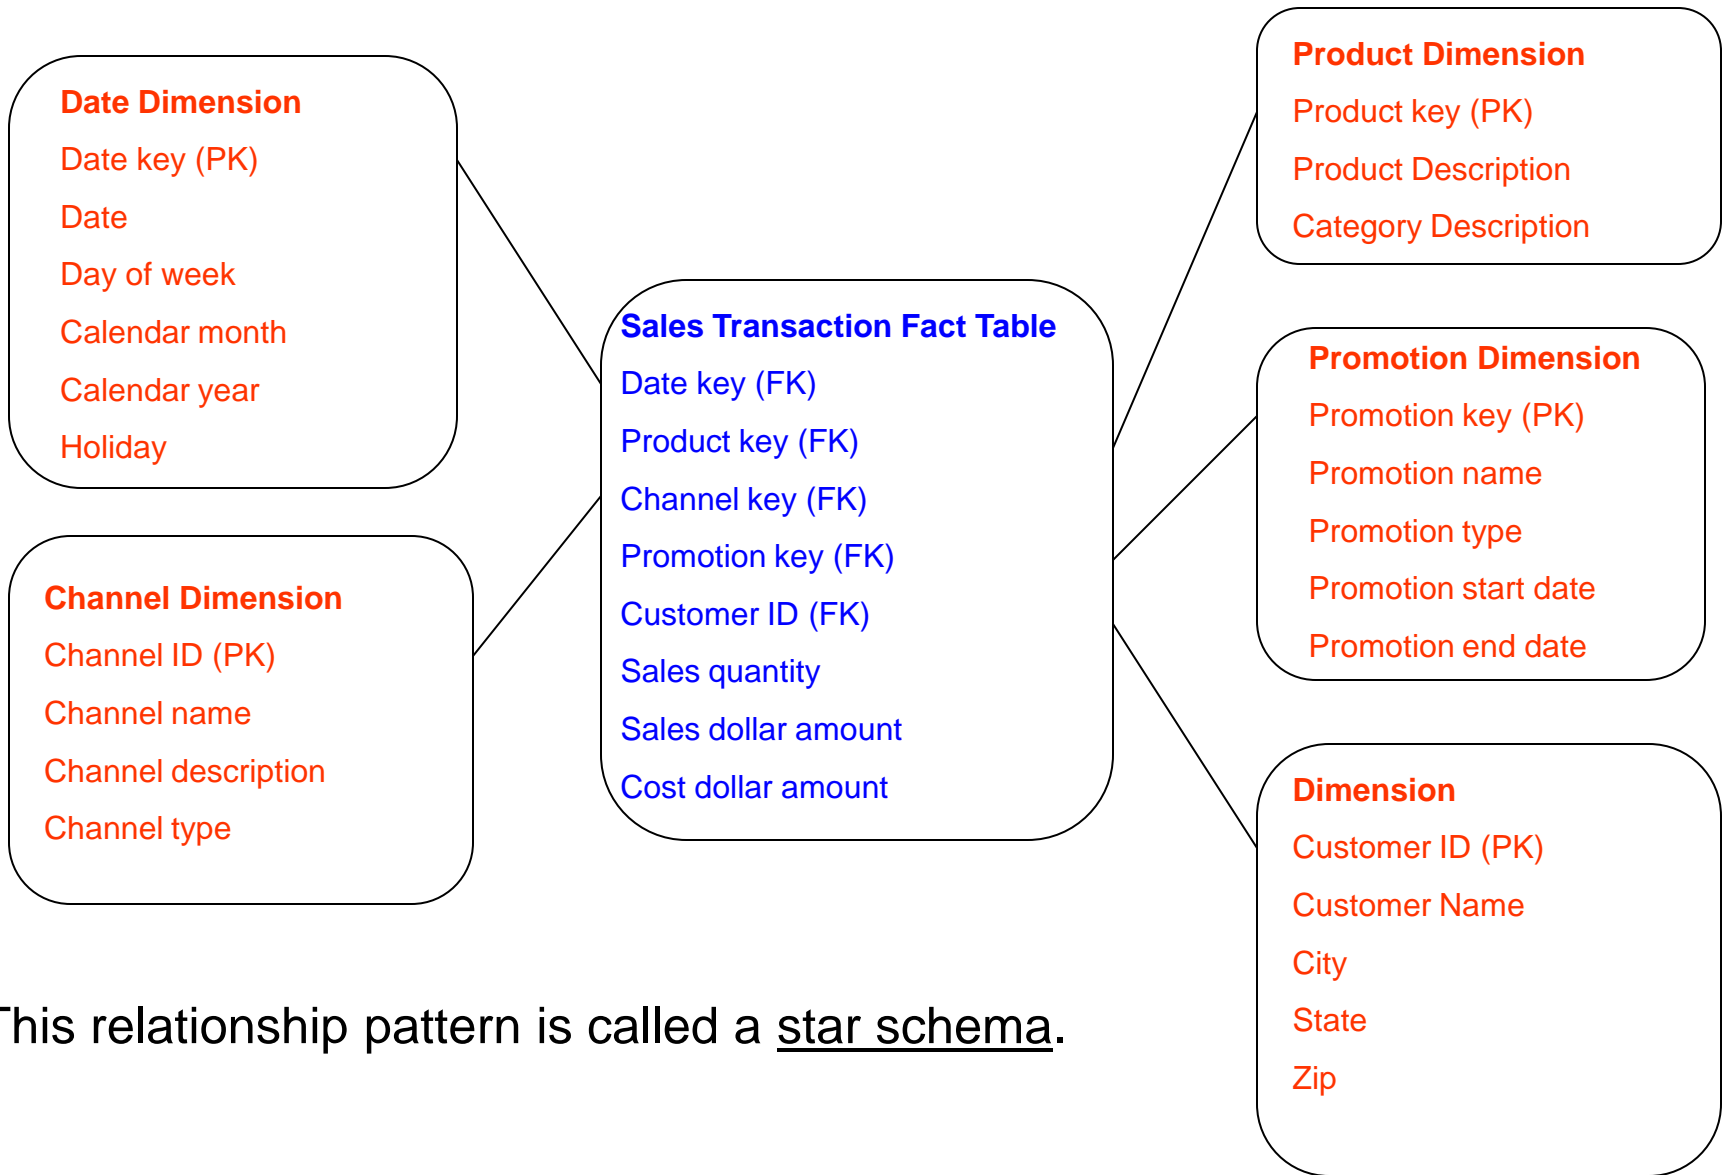 Date Dimension
Date key (PK)
Date
Day of week
Calendar month
Calendar year
Holiday
Channel Dimension
Channel ID (PK)
Channel name
Channel description
Channel type
Sales Transaction Fact Table
Date key (FK)
Product key (FK)
Channel key (FK)
Promotion key (FK)
Customer ID (FK)
Sales quantity
Sales dollar amount
Cost dollar amount
Product Dimension
Product key (PK)
Product Description
Category Description
Promotion Dimension
Promotion key (PK)
Promotion name
Promotion type
Promotion start date
Promotion end date
Dimension
Customer ID (PK)
Customer Name
City
State
Zip
This relationship pattern is called a star schema.